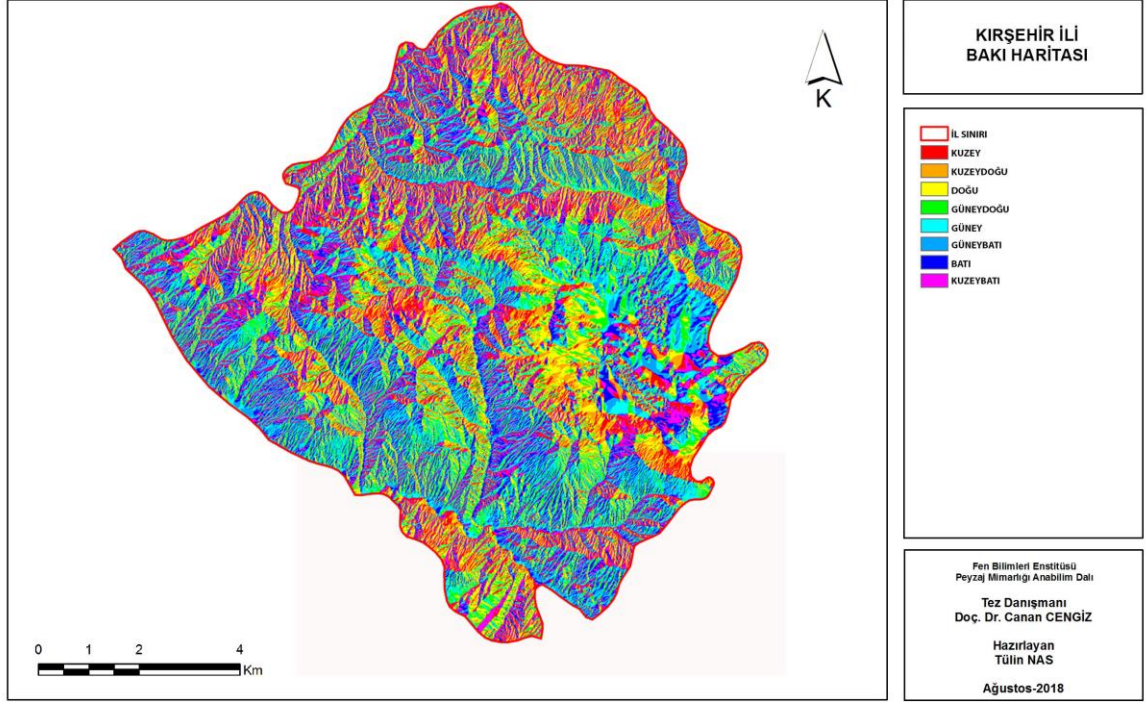 KIRŞEHİR İLİ
BAKI HARİTASI
K
İL SINIRI
KUZEY
KUZEYDOĞU
DOĞU
GÜNEYDOĞU
GÜNEY
GÜNEYBATI
BATI
KUZEYBATI
0 1 2 4
Km
Fen Bilimleri Enstitüsü
Peyzaj Mimarlığı Anabilim Dalı
Tez Danışmanı
Doç. Dr. Canan CENGİZ
Hazırlayan
Tülin NAS
Ağustos-2018